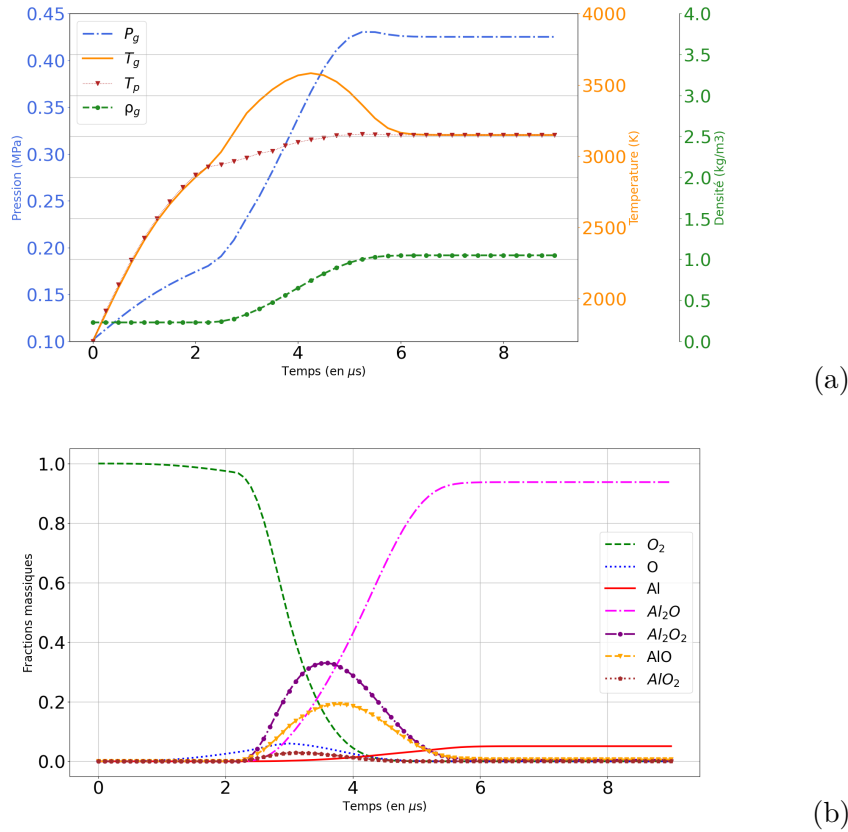 0.45
0.40
0.35
0.30
0.25
0.20
0.15
0.10
Pression (MPa)
P_g
T_g
T_p
ρ_g
0
2
4
6
8
Temps (en μs)
4000
3500
3000
2500
2000
Temperature (K)
4.0
3.5
3.0
2.5
2.0
1.5
1.0
0.5
0.0
Densité (kg/m3)
(a)
1.0
0.8
0.6
0.4
0.2
0.0
Fractions massiques
O_2
O
Al
Al_2O
Al_2O_2
AlO
AlO_2
0
2
4
6
8
Temps (en μs)
(b)